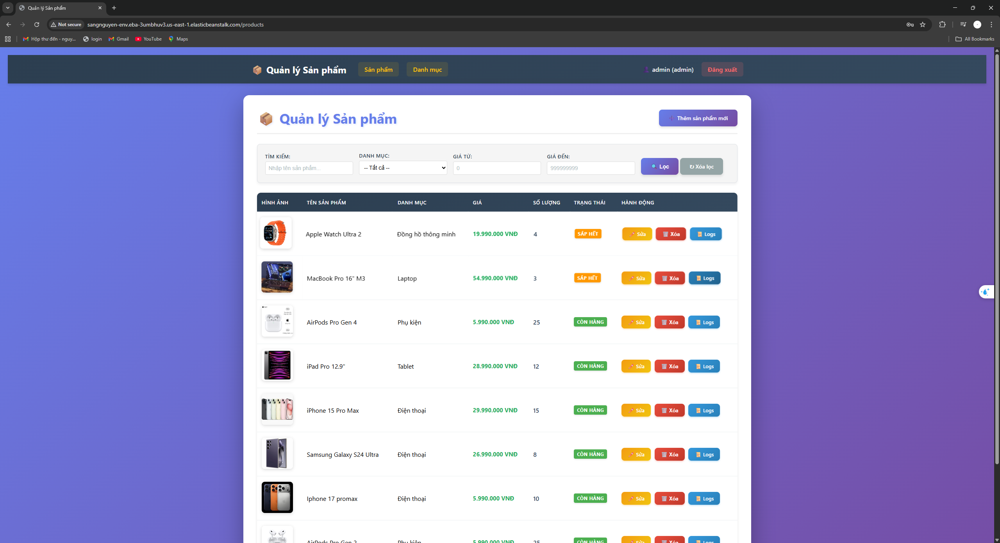 Quản lý Sản phẩm
Not secure
sangnguyen-env.eba-3umbhuv3.us-east-1.elasticbeanstalk.com/products
Hộp thư đến - nguy...
login
Gmail
YouTube
Maps
All Bookmarks
Quản lý Sản phẩm
Sản phẩm
Danh mục
admin (admin)
Đăng xuất
Quản lý Sản phẩm
Thêm sản phẩm mới
TÌM KIẾM:
DANH MỤC:
GIÁ TỪ:
GIÁ ĐẾN:
Nhập tên sản phẩm...
-- Tất cả --
0
999999999
Lọc
↻ Xóa lọc
HÌNH ẢNH TÊN SẢN PHẨM DANH MỤC GIÁ SỐ LƯỢNG TRẠNG THÁI HÀNH ĐỘNG
Apple Watch Ultra 2 Đồng hồ thông minh 19.990.000 VNĐ 4 SẮP HẾT Sửa Xóa Logs
MacBook Pro 16" M3 Laptop 54.990.000 VNĐ 3 SẮP HẾT Sửa Xóa Logs
AirPods Pro Gen 4 Phụ kiện 5.990.000 VNĐ 25 CÒN HÀNG Sửa Xóa Logs
iPad Pro 12.9" Tablet 28.990.000 VNĐ 12 CÒN HÀNG Sửa Xóa Logs
iPhone 15 Pro Max Điện thoại 29.990.000 VNĐ 15 CÒN HÀNG Sửa Xóa Logs
Samsung Galaxy S24 Ultra Điện thoại 26.990.000 VNĐ 8 CÒN HÀNG Sửa Xóa Logs
Iphone 17 promax Điện thoại 5.990.000 VNĐ 10 CÒN HÀNG Sửa Xóa Logs
AirPods Pro Gen 2 Phụ kiện 5.990.000 VNĐ 25 CÒN HÀNG Sửa Xóa Logs